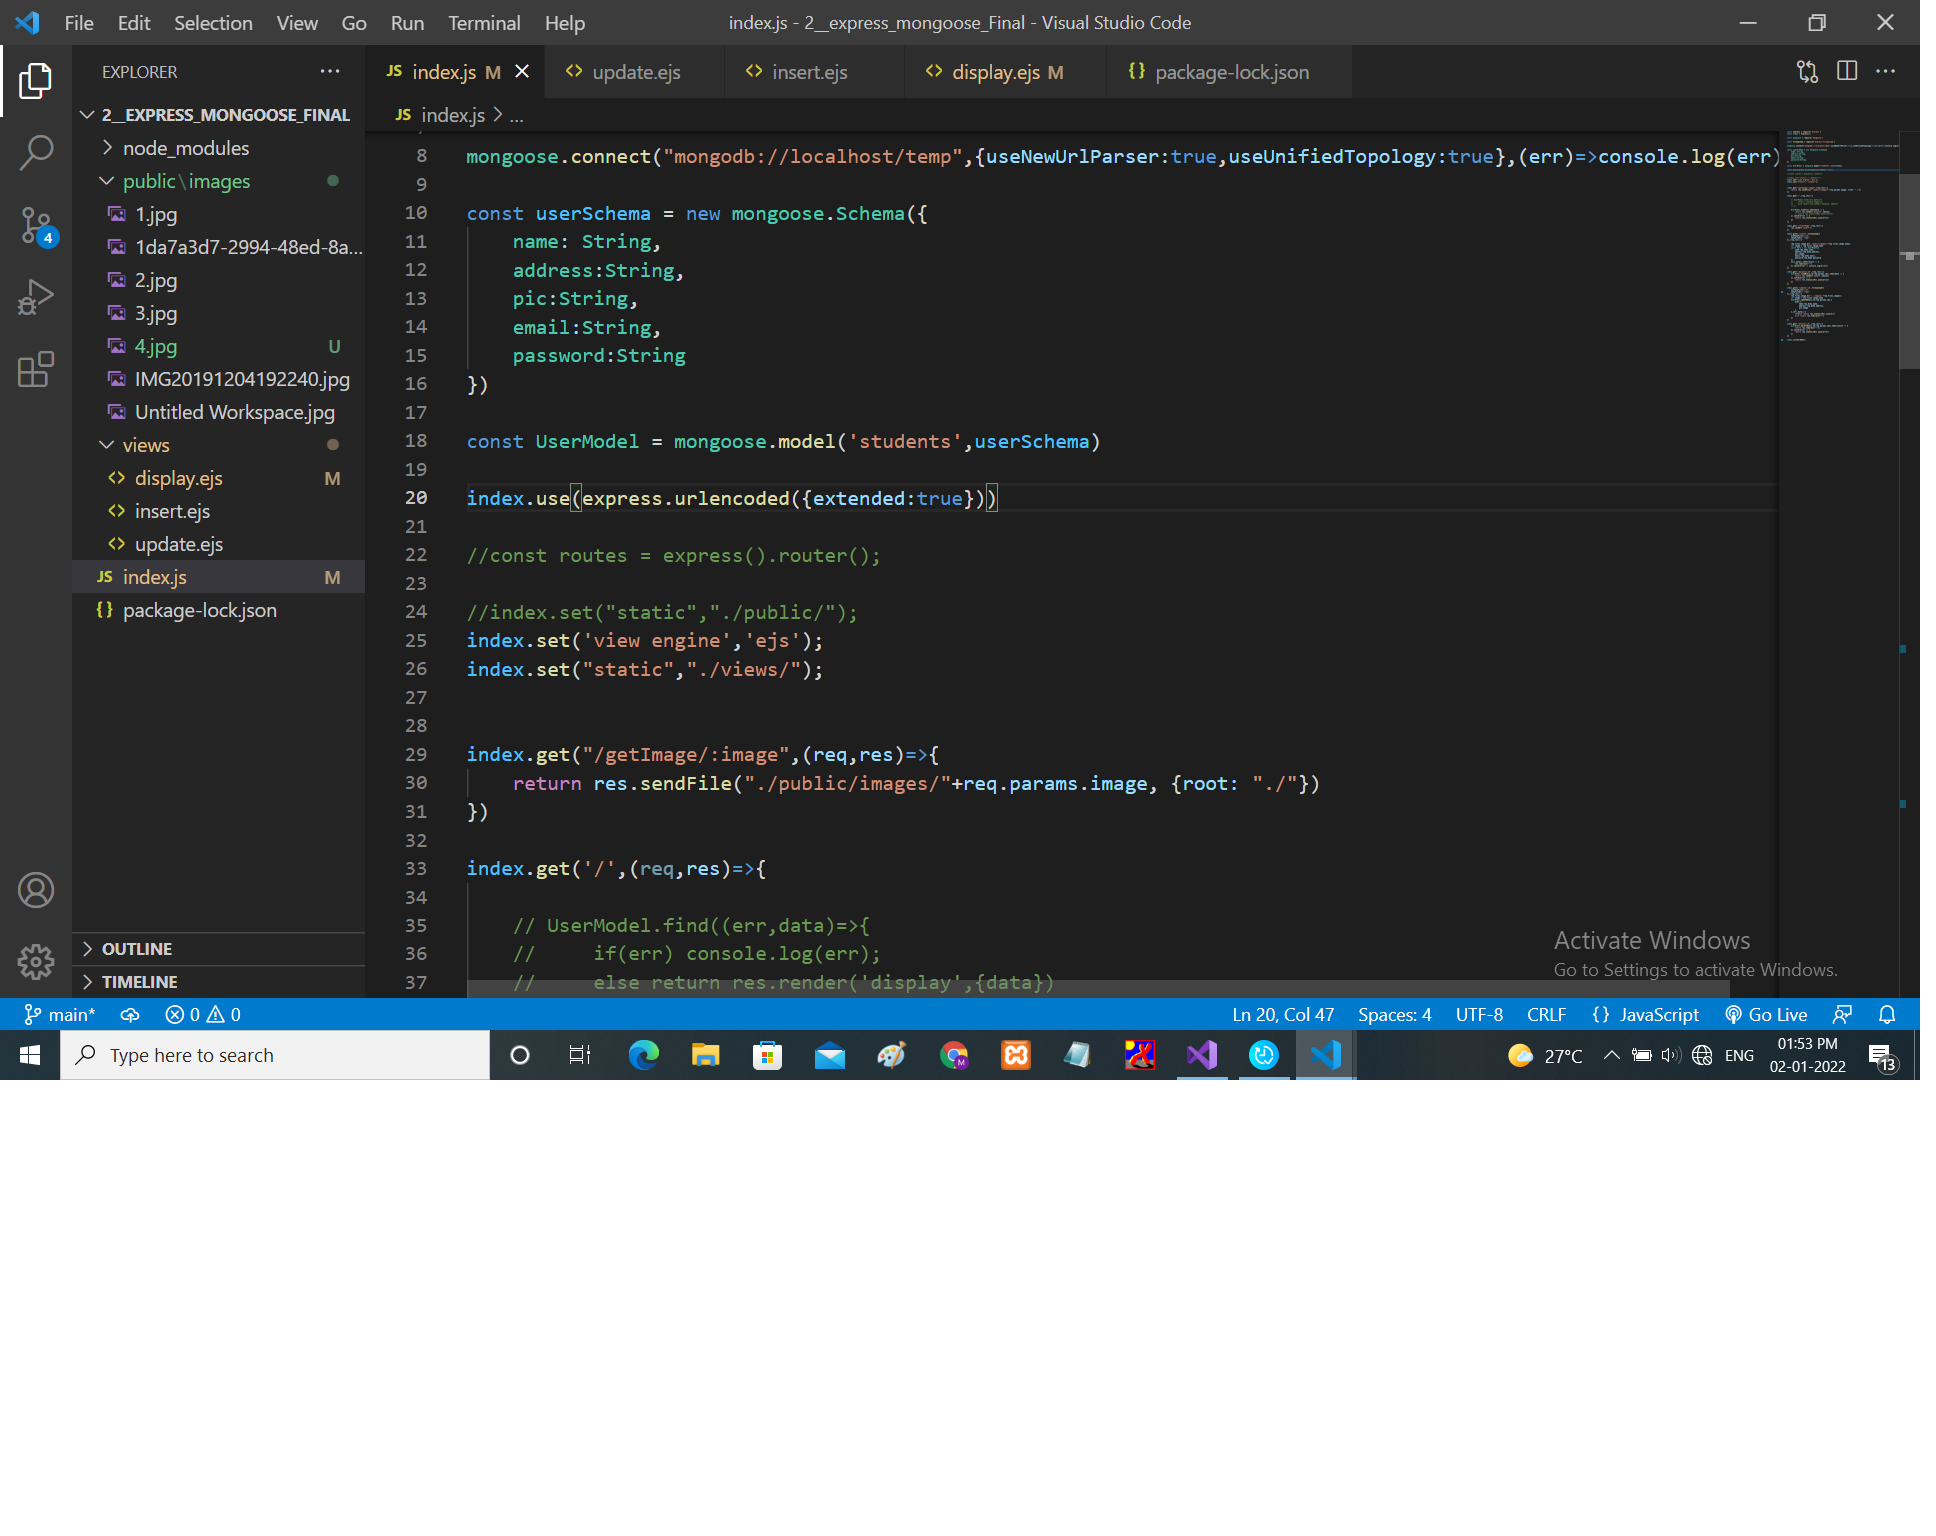 File Edit Selection View Go Run Terminal Help
index.js - 2__express_mongoose_Final - Visual Studio Code
EXPLORER
2__EXPRESS_MONGOOSE_FINAL
node_modules
public\images
1.jpg
1da7a3d7-2994-48ed-8a...
2.jpg
3.jpg
4.jpg U
IMG20191204192240.jpg
Untitled Workspace.jpg
views
display.ejs M
insert.ejs
update.ejs
JS index.js M
{} package-lock.json
OUTLINE
TIMELINE
4
JS index.js M
<> update.ejs
<> insert.ejs
<> display.ejs M
{} package-lock.json
JS index.js > ...
8 mongoose.connect("mongodb://localhost/temp",{useNewUrlParser:true,useUnifiedTopology:true},(err)=>console.log(err)
9
10 const userSchema = new mongoose.Schema({
11 name: String,
12 address:String,
13 pic:String,
14 email:String,
15 password:String
16 })
17
18 const UserModel = mongoose.model('students',userSchema)
19
20 index.use(express.urlencoded({extended:true}))
21
22 //const routes = express().router();
23
24 //index.set("static","./public/");
25 index.set('view engine','ejs');
26 index.set("static","./views/");
27
28
29 index.get("/getImage/:image",(req,res)=>{
30 return res.sendFile("./public/images/"+req.params.image, {root: "./"})
31 })
32
33 index.get('/',(req,res)=>{
34
35 // UserModel.find((err,data)=>{
36 // if(err) console.log(err);
37 // else return res.render('display',{data})
Activate Windows
Go to Settings to activate Windows.
main* 0 0
Ln 20, Col 47 Spaces: 4 UTF-8 CRLF {} JavaScript Go Live
Type here to search
27°C ENG
01:53 PM
02-01-2022
13